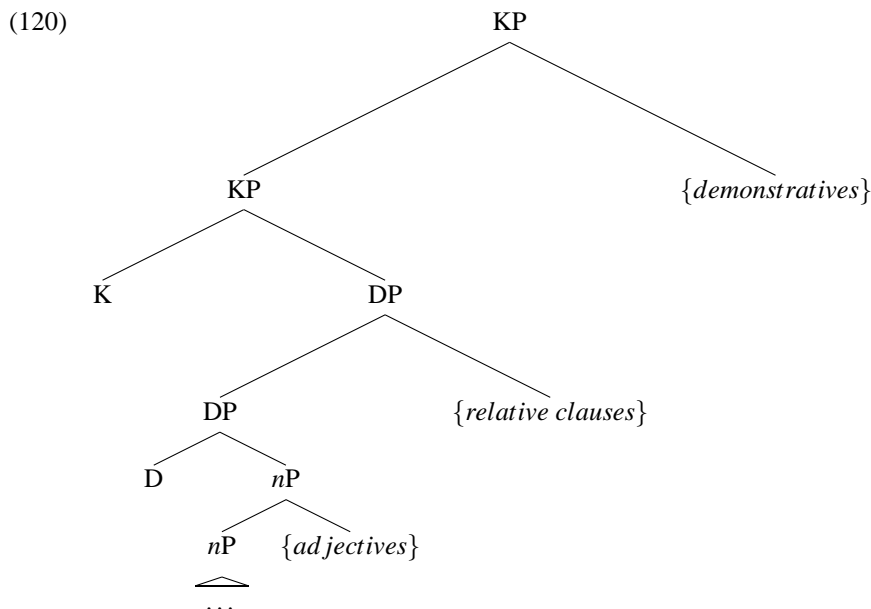 (120) KP
KP {demonstratives}
K DP
DP {relative clauses}
D nP
nP {adjectives}
...